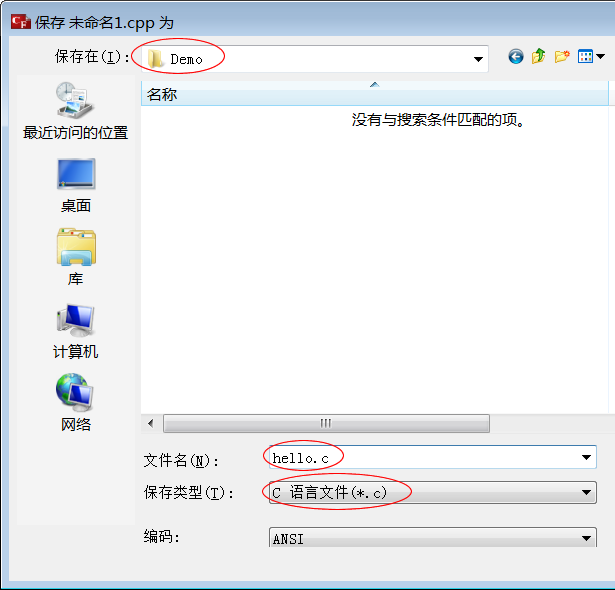 保存 未命名1.cpp 为
保存在(I): Demo
名称
没有与搜索条件匹配的项。
最近访问的位置
桌面
库
计算机
网络
文件名(N): hello.c
保存类型(T): C 语言文件(*.c)
编码: ANSI